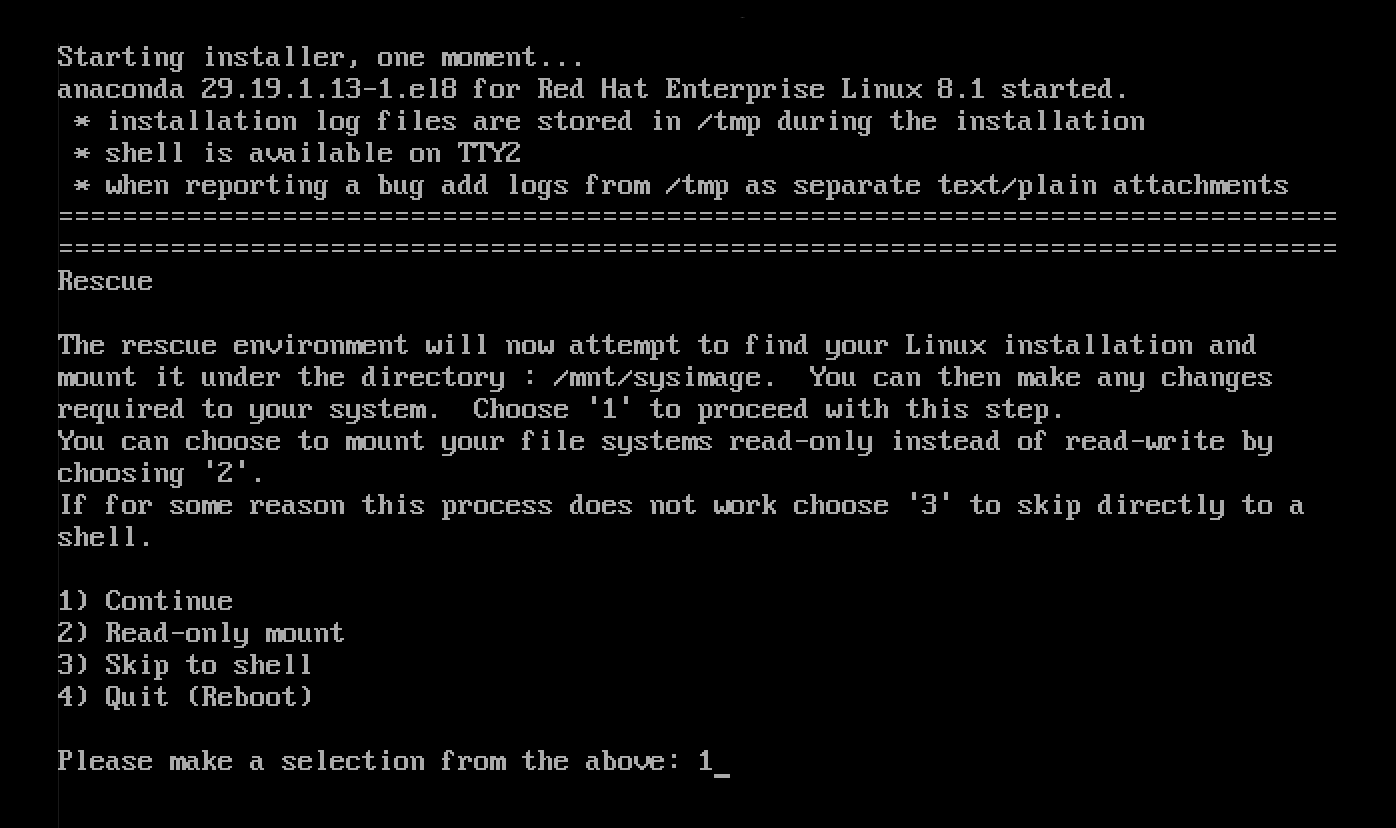 Starting installer, one moment...
anaconda 29.19.1.13-1.el8 for Red Hat Enterprise Linux 8.1 started.
 * installation log files are stored in /tmp during the installation
 * shell is available on TTY2
 * when reporting a bug add logs from /tmp as separate text/plain attachments
================================================================================
================================================================================
Rescue

The rescue environment will now attempt to find your Linux installation and
mount it under the directory : /mnt/sysimage.  You can then make any changes
required to your system.  Choose '1' to proceed with this step.
You can choose to mount your file systems read-only instead of read-write by
choosing '2'.
If for some reason this process does not work choose '3' to skip directly to a
shell.

1) Continue
2) Read-only mount
3) Skip to shell
4) Quit (Reboot)

Please make a selection from the above: 1_